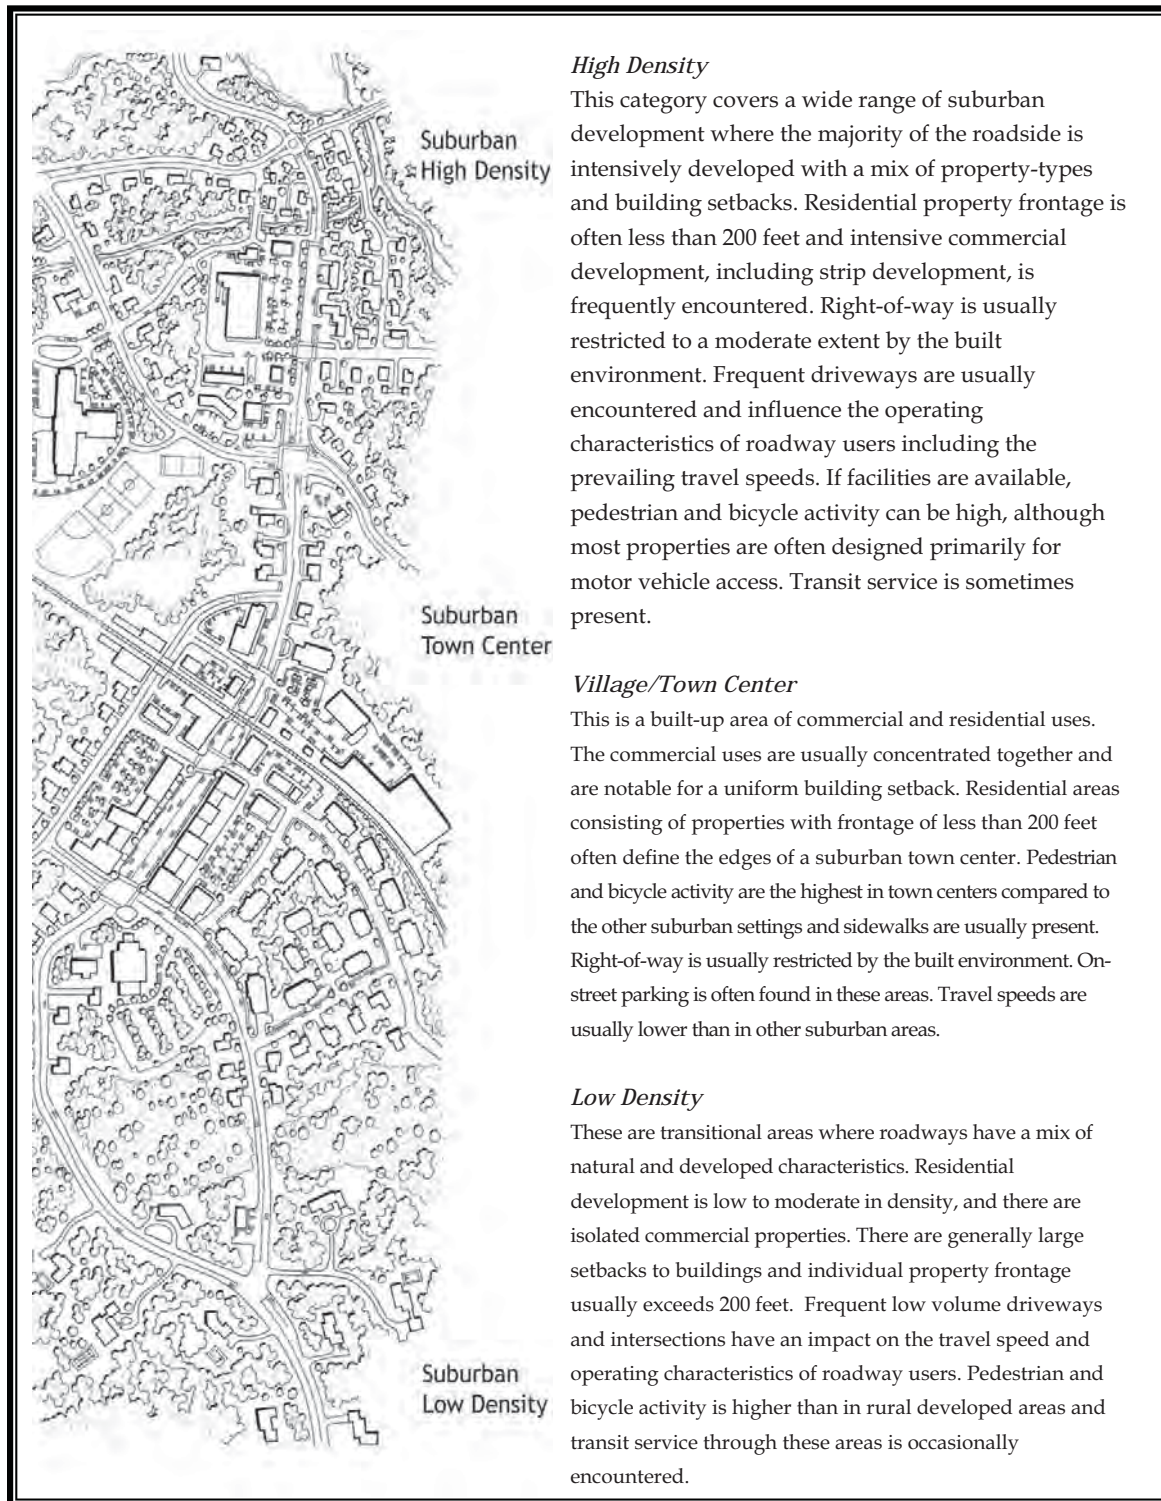 Suburban
High Density
Suburban
Town Center
Suburban
Low Density
High Density
This category covers a wide range of suburban
development where the majority of the roadside is
intensively developed with a mix of property-types
and building setbacks. Residential property frontage is
often less than 200 feet and intensive commercial
development, including strip development, is
frequently encountered. Right-of-way is usually
restricted to a moderate extent by the built
environment. Frequent driveways are usually
encountered and influence the operating
characteristics of roadway users including the
prevailing travel speeds. If facilities are available,
pedestrian and bicycle activity can be high, although
most properties are often designed primarily for
motor vehicle access. Transit service is sometimes
present.
Village/Town Center
This is a built-up area of commercial and residential uses.
The commercial uses are usually concentrated together and
are notable for a uniform building setback. Residential areas
consisting of properties with frontage of less than 200 feet
often define the edges of a suburban town center. Pedestrian
and bicycle activity are the highest in town centers compared to
the other suburban settings and sidewalks are usually present.
Right-of-way is usually restricted by the built environment. On-
street parking is often found in these areas. Travel speeds are
usually lower than in other suburban areas.
Low Density
These are transitional areas where roadways have a mix of
natural and developed characteristics. Residential
development is low to moderate in density, and there are
isolated commercial properties. There are generally large
setbacks to buildings and individual property frontage
usually exceeds 200 feet.  Frequent low volume driveways
and intersections have an impact on the travel speed and
operating characteristics of roadway users. Pedestrian and
bicycle activity is higher than in rural developed areas and
transit service through these areas is occasionally
encountered.